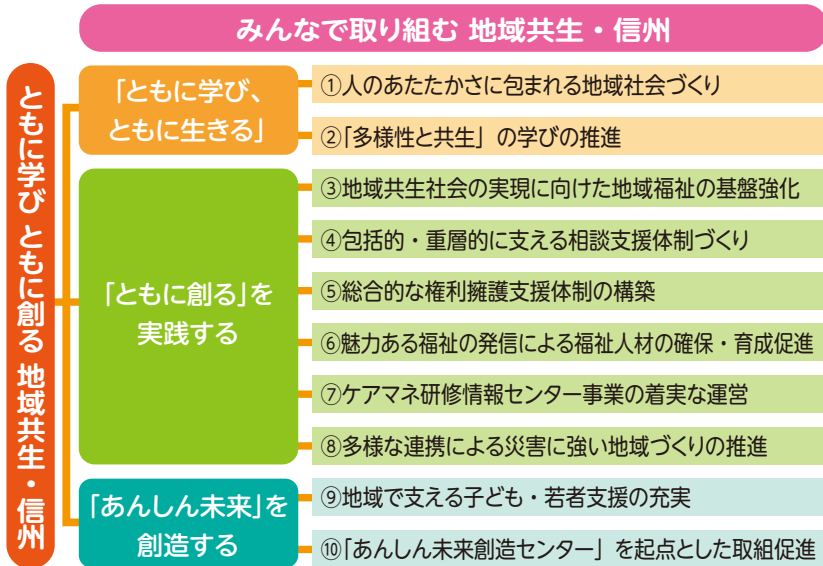 みんなで取り組む 地域共生・信州
ともに学び ともに創る 地域共生・信州
「ともに学び、
ともに生きる」
①人のあたたかさに包まれる地域社会づくり
②「多様性と共生」の学びの推進
「ともに創る」を
実践する
③地域共生社会の実現に向けた地域福祉の基盤強化
④包括的・重層的に支える相談支援体制づくり
⑤総合的な権利擁護支援体制の構築
⑥魅力ある福祉の発信による福祉人材の確保・育成促進
⑦ケアマネ研修情報センター事業の着実な運営
⑧多様な連携による災害に強い地域づくりの推進
「あんしん未来」を
創造する
⑨地域で支える子ども・若者支援の充実
⑩「あんしん未来創造センター」を起点とした取組促進